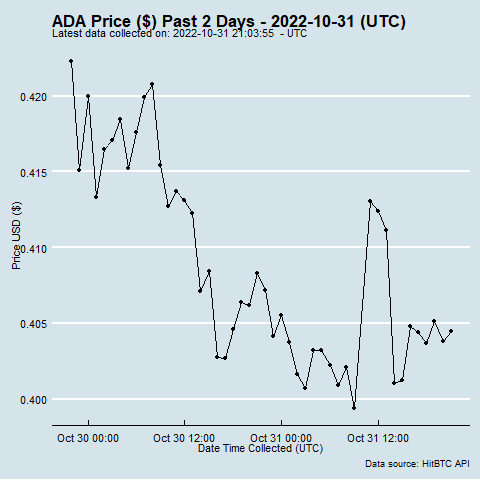 ADA Price ($) Past 2 Days - 2022-10-31 (UTC)
Latest data collected on: 2022-10-31 21:03:55  - UTC
Price USD ($)
0.420
0.415
0.410
0.405
0.400
Oct 30 00:00 Oct 30 12:00 Oct 31 00:00 Oct 31 12:00
Date Time Collected (UTC)
Data source: HitBTC API